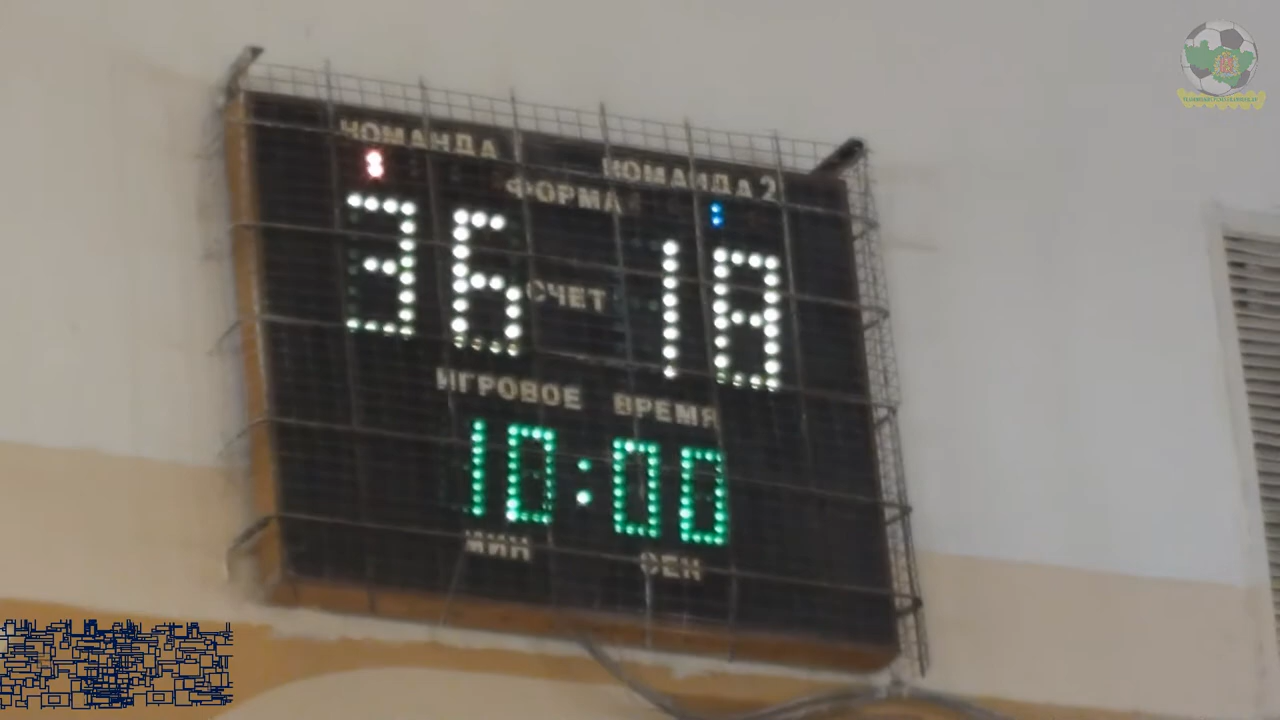 КОМАНДА КОМАНДА 2
ФОРМА
36 СЧЕТ 18
ИГРОВОЕ ВРЕМЯ
10:00
МИН СЕК